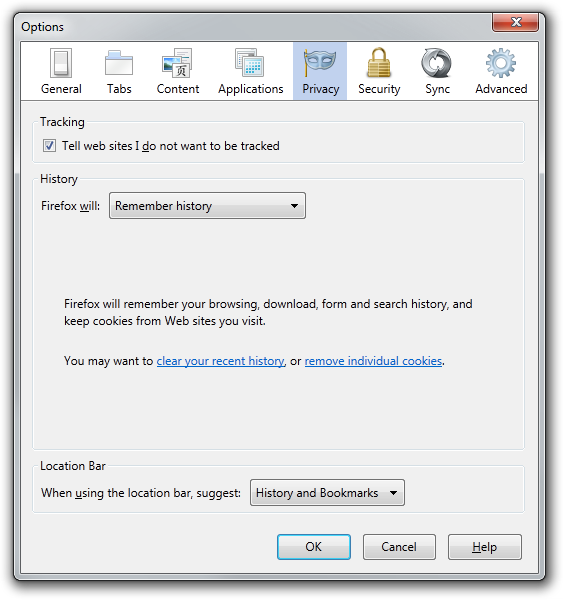 Options
General Tabs Content Applications Privacy Security Sync Advanced
Tracking
Tell web sites I do not want to be tracked
History
Firefox will: Remember history
Firefox will remember your browsing, download, form and search history, and
keep cookies from Web sites you visit.
You may want to clear your recent history, or remove individual cookies.
Location Bar
When using the location bar, suggest: History and Bookmarks
OK Cancel Help